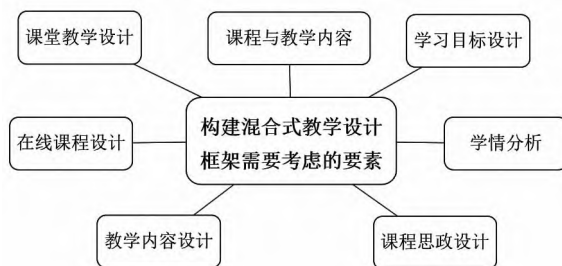 课堂教学设计
课程与教学内容
学习目标设计
在线课程设计
构建混合式教学设计
框架需要考虑的要素
学情分析
教学内容设计
课程思政设计